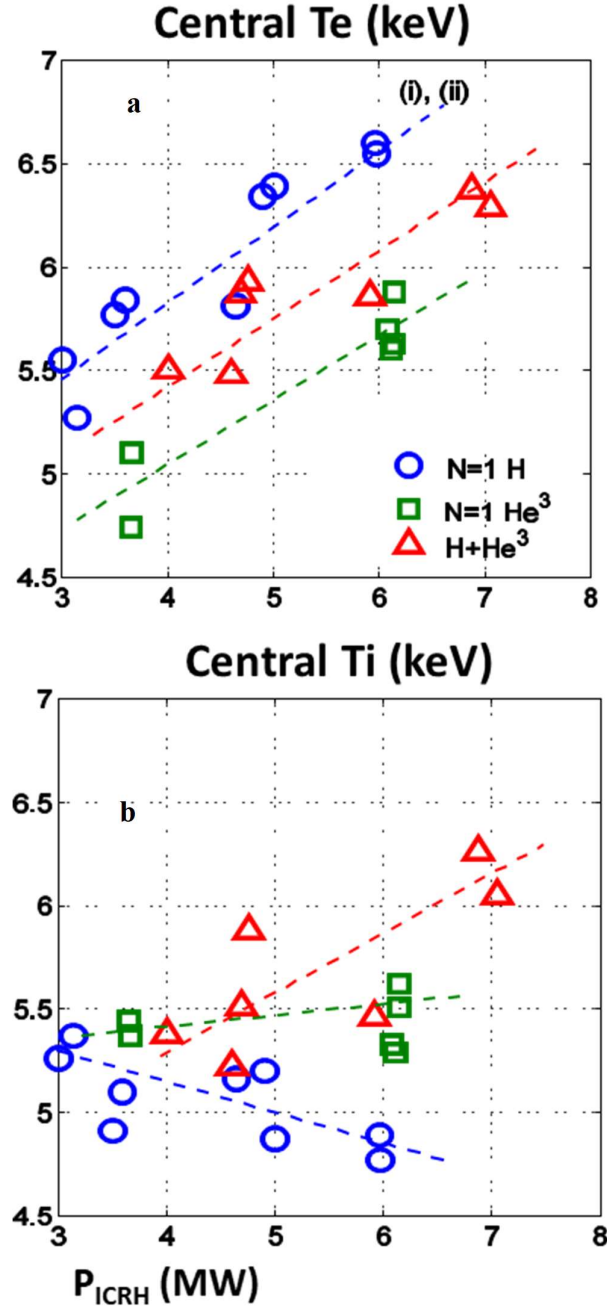 Central Te (keV)
7
a
(i), (ii)
6.5
6
5.5
5
4.5
N=1 H
N=1 He³
H+He³
3 4 5 6 7 8
Central Ti (keV)
7
6.5
b
6
5.5
5
4.5
3 4 5 6 7 8
P_ICRH (MW)